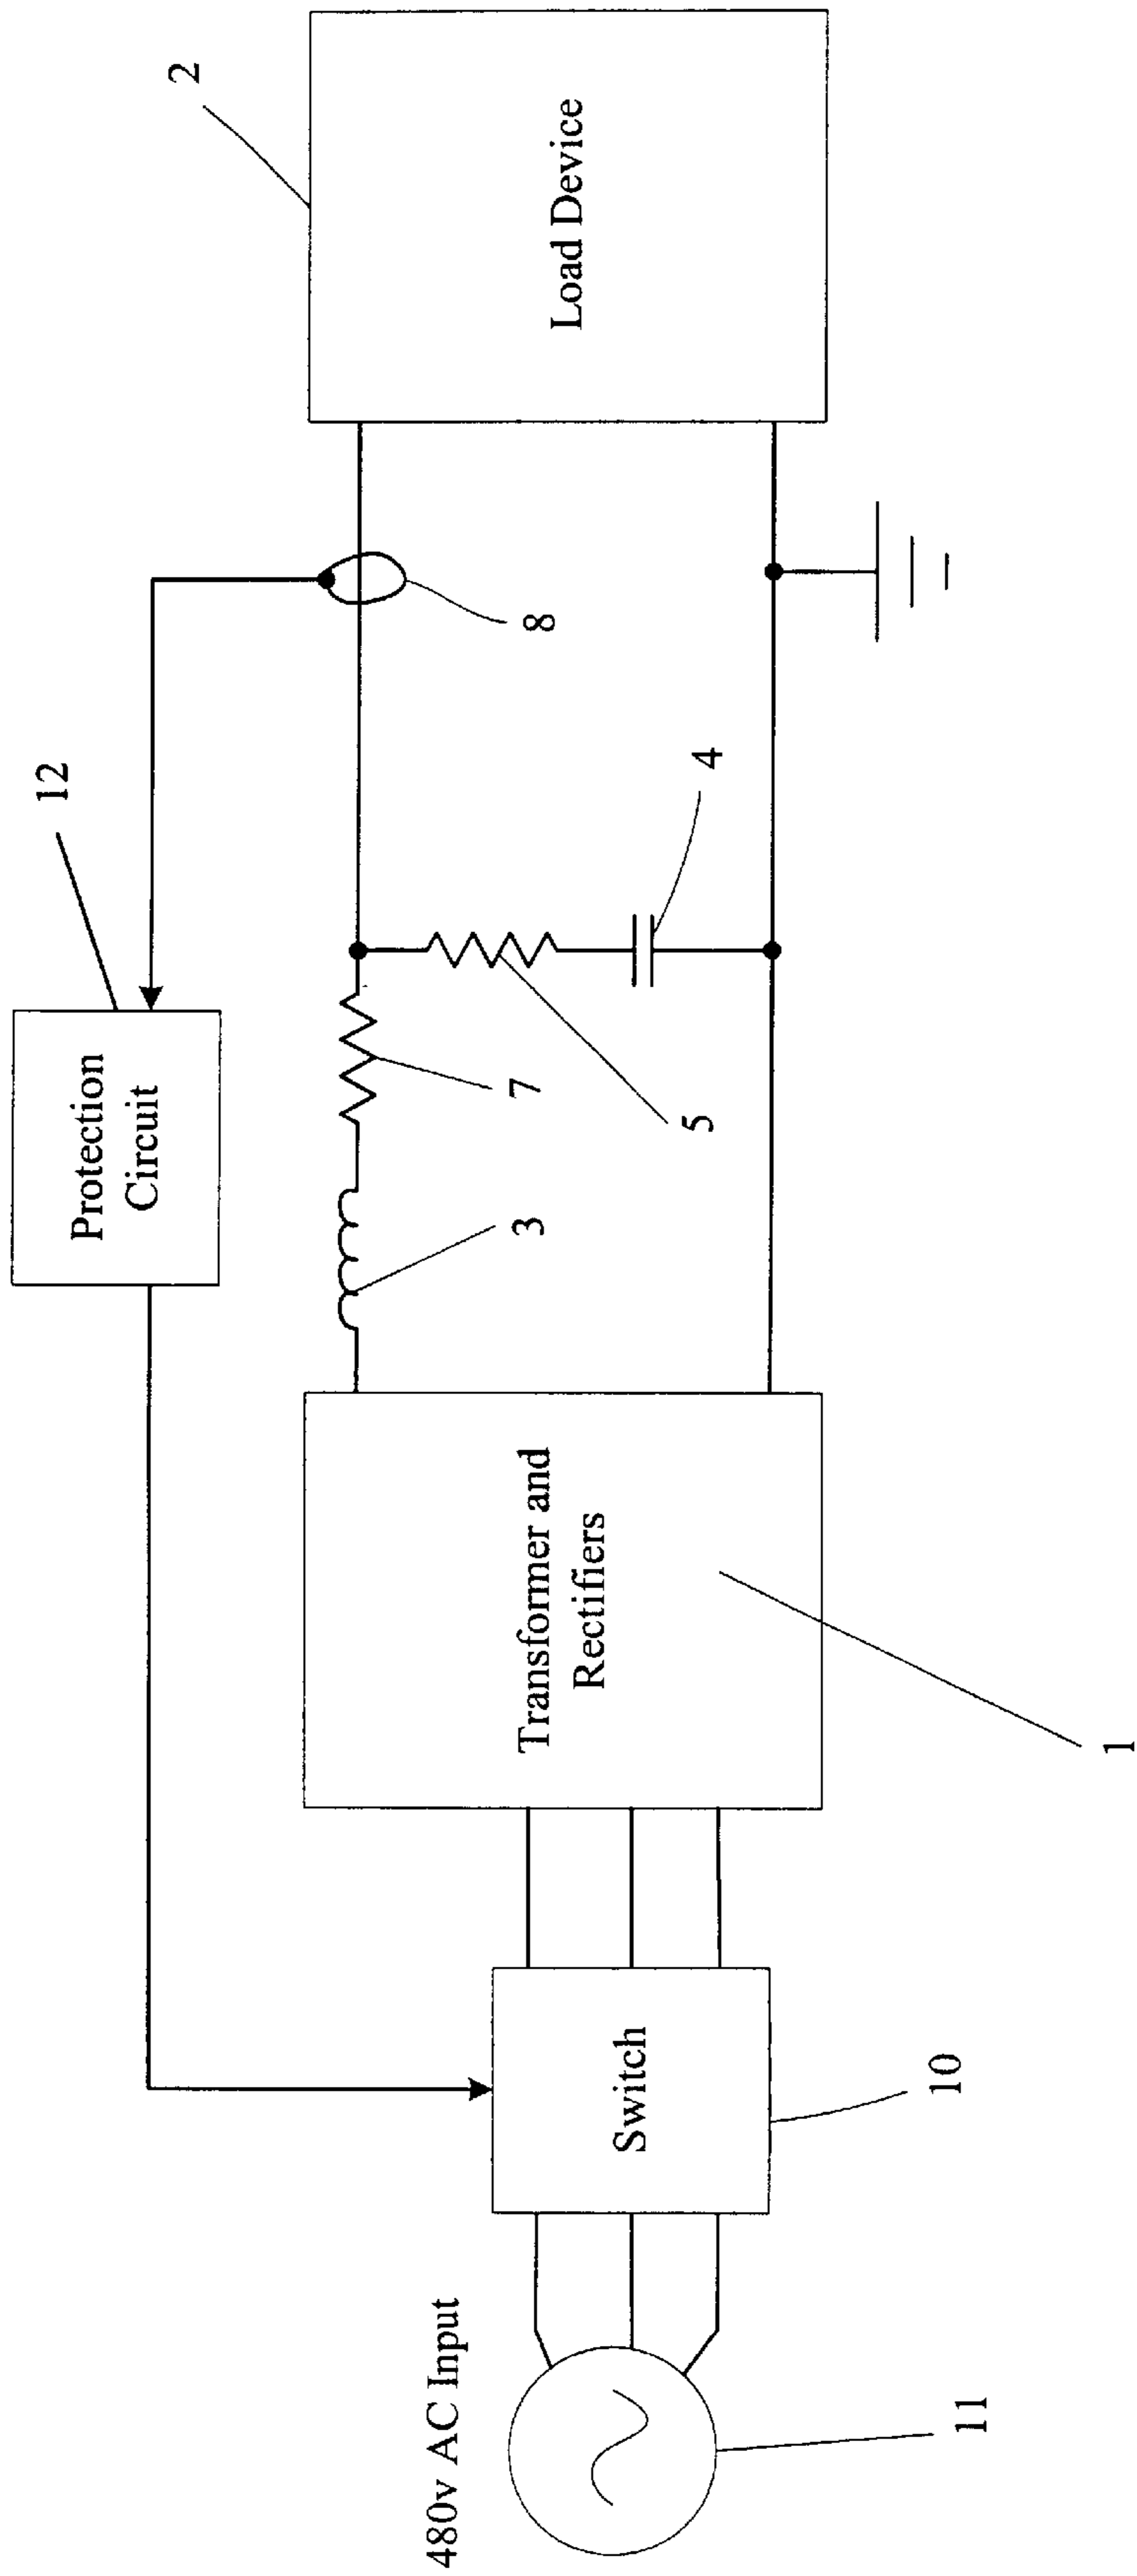 12
Protection
Circuit
8
2
Load Device
480v AC Input
Switch
10
11
Transformer and
Rectifiers
1
3
7
5
4